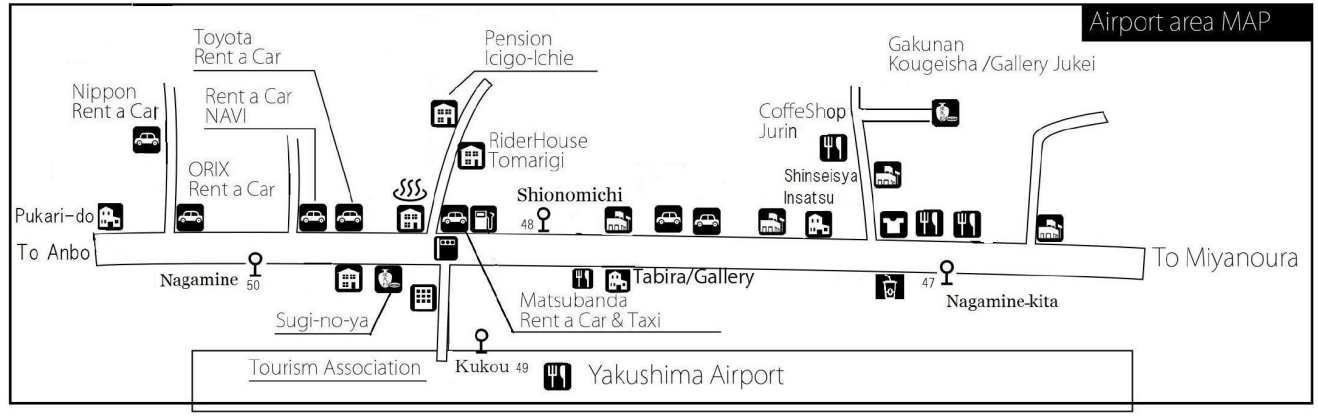 Airport area MAP
Toyota
Rent a Car
Pension
Icigo-Ichie
Gakunan
Kougeisha /Gallery Jukei
Nippon
Rent a Car
Rent a Car
NAVI
CoffeShop
Jurin
RiderHouse
Tomarigi
ORIX
Rent a Car
Shinseisya
Insatsu
Shionomichi
48
Pukari-do
To Anbo
To Miyanoura
Nagamine
50
Tabira/Gallery
47
Nagamine-kita
Sugi-no-ya
Matsubanda
Rent a Car & Taxi
Tourism Association
Kukou 49
Yakushima Airport